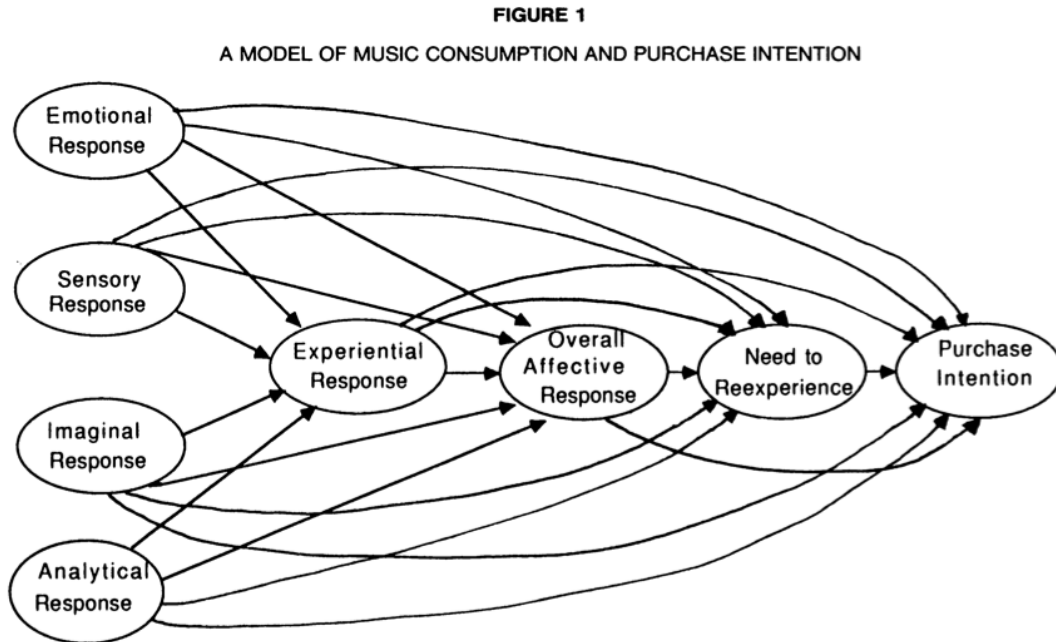 FIGURE 1
A MODEL OF MUSIC CONSUMPTION AND PURCHASE INTENTION
Emotional
Response
Sensory
Response
Imaginal
Response
Analytical
Response
Experiential
Response
Overall
Affective
Response
Need to
Reexperience
Purchase
Intention